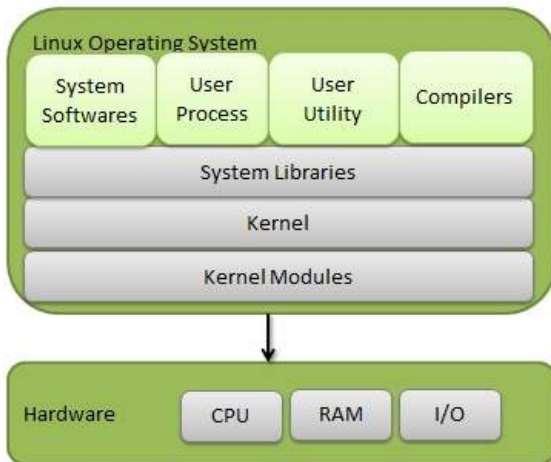 Linux Operating System
System
Softwares
User
Process
User
Utility
Compilers
System Libraries
Kernel
Kernel Modules
Hardware
CPU
RAM
I/O